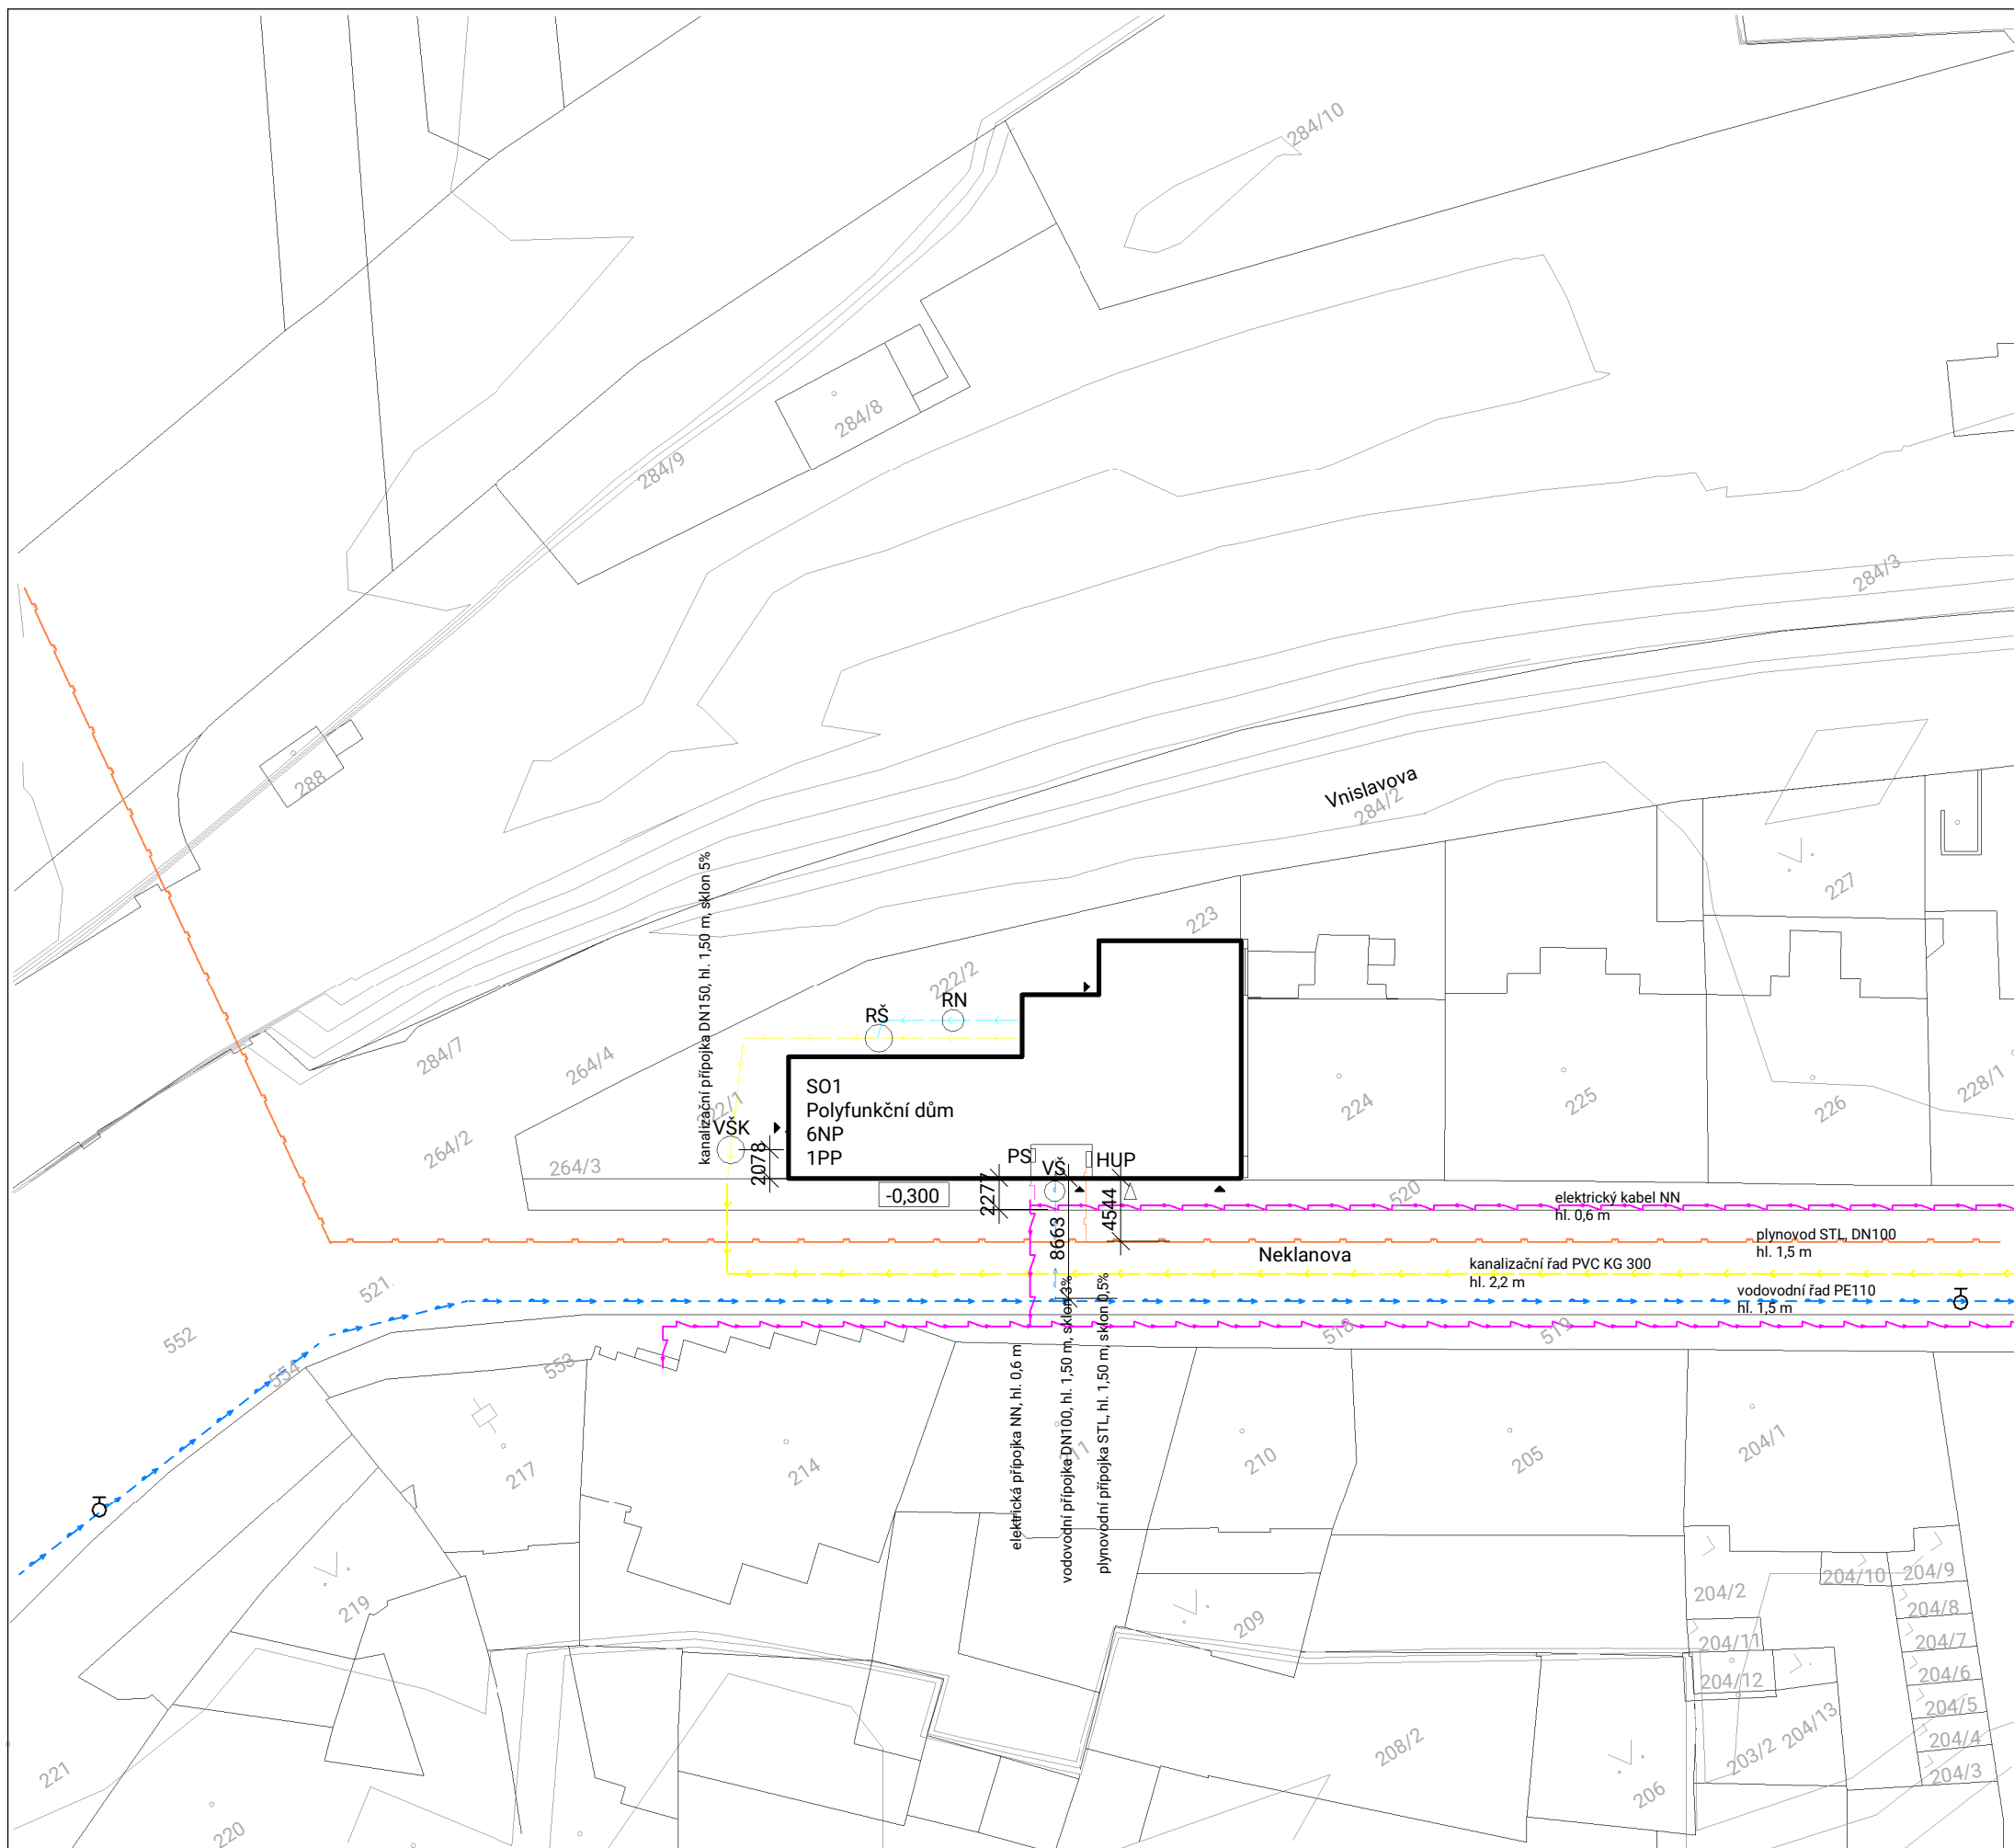 284/10
284/8
284/9
284/3
288
Vnislavova
284/2
227
223
222/2
RN
RŠ
kanalizační přípojka DN150, hl. 1,50 m, sklon 5%
284/7
264/4
228/1
SO1
Polyfunkční dům
6NP
1PP
224
225
226
VŠK
2078
264/2
264/3
PS
VŠ
HUP
-0,300
2277
4544
8663
520
elektrický kabel NN
hl. 0,6 m
plynovod STL, DN100
hl. 1,5 m
Neklanova
kanalizační řad PVC KG 300
hl. 2,2 m
vodovodní řad PE110
hl. 1,5 m
521
552
554
553
518
519
elektrická přípojka NN, hl. 0,6 m
vodovodní přípojka DN100, hl. 1,50 m, sklon 3%
plynovodní přípojka STL, hl. 1,50 m, sklon 0,5%
217
214
210
205
204/1
219
209
204/2
204/10
204/9
204/8
204/11
204/7
204/12
204/6
204/5
204/13
204/4
203/2
204/3
208/2
206
221
220